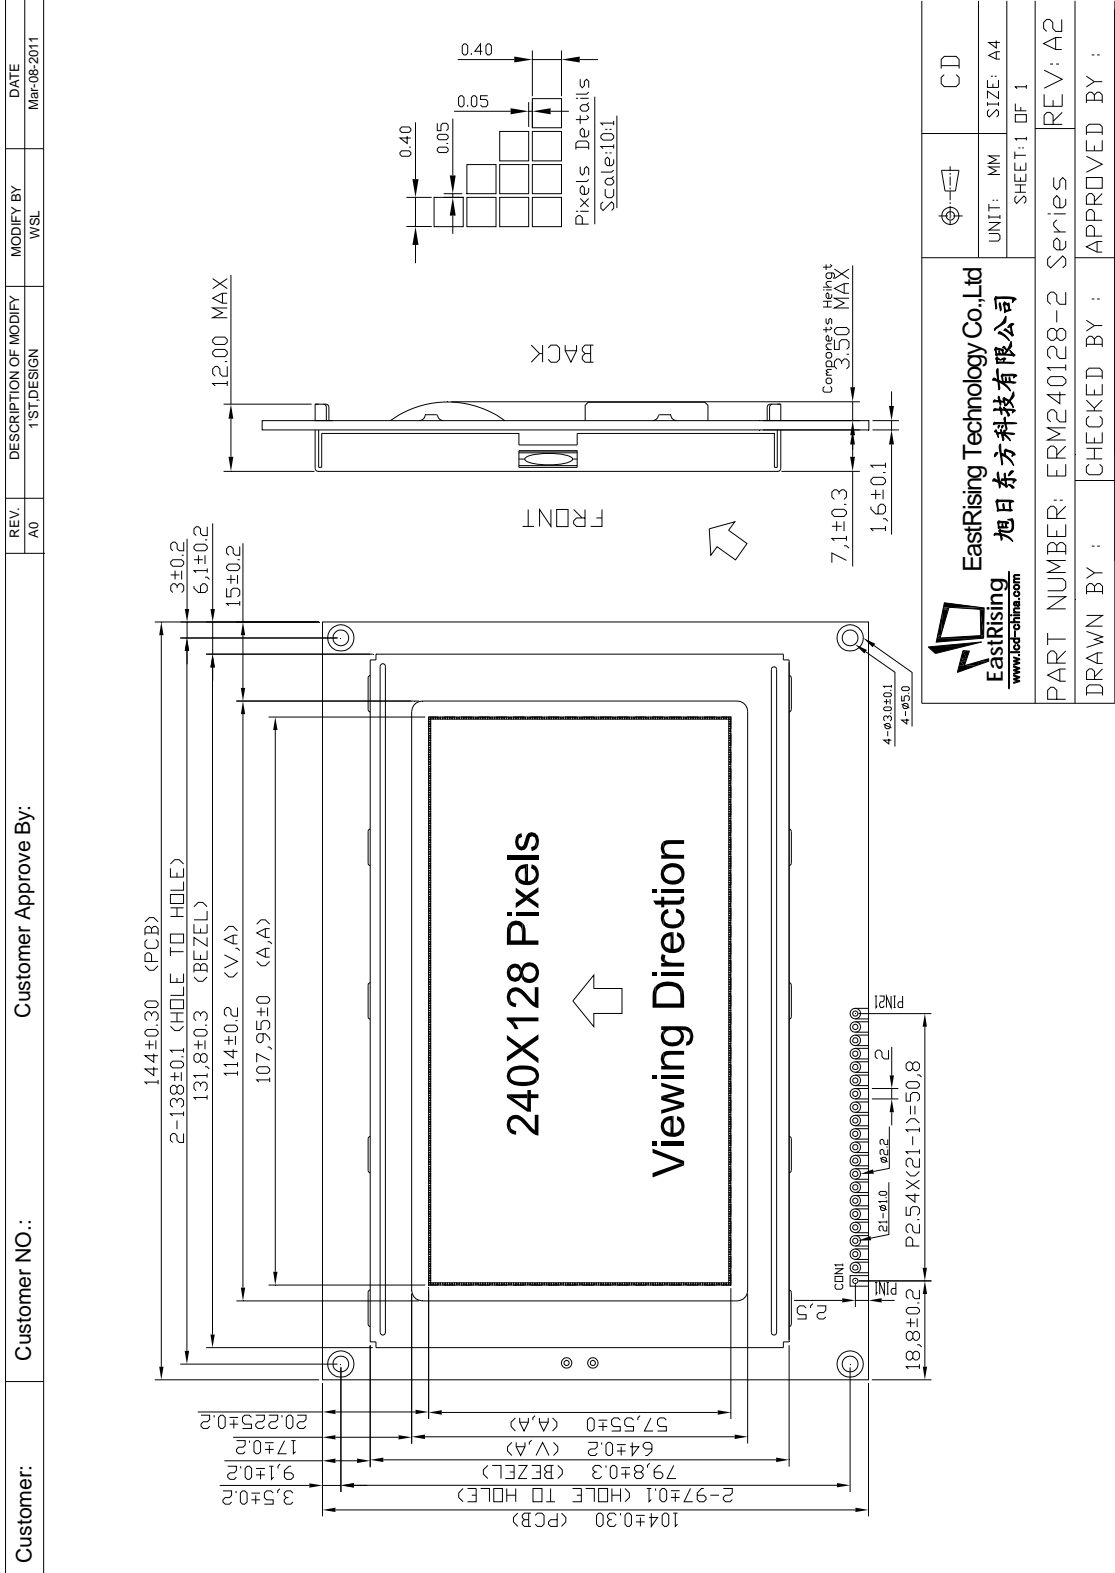 Customer:
Customer NO.:
Customer Approve By:
REV.
DESCRIPTION OF MODIFY
MODIFY BY
DATE
A0
1'ST,DESIGN
WSL
Mar-08-2011
144±0.30 (PCB)
2-138±0.1 (HOLE TO HOLE)
131,8±0.3 (BEZEL)
114±0.2 (V,A)
107,95±0 (A,A)
3±0.2
6,1±0.2
15±0.2
20.225±0.2
17±0.2
9,1±0.2
3,5±0.2
57,55±0 (A,A)
64±0.2 (V,A)
79,8±0.3 (BEZEL)
2-97±0.1 (HOLE TO HOLE)
104±0.30 (PCB)
240X128 Pixels
Viewing Direction
CON1
PIN1
PIN21
2,5
18,8±0.2
21-ø1.0
ø2.2
2
P2.54X(21-1)=50,8
4-ø3.0±0.1
4-ø5.0
12.00 MAX
FRONT
BACK
Componets Heihgt
3.50 MAX
7,1±0.3
1,6±0.1
0.40
0.05
0.40
0.05
Pixels Details
Scale:10:1
EastRising
www.lcd-china.com
EastRising Technology Co.,Ltd
旭日东方科技有限公司
CD
UNIT: MM
SIZE: A4
SHEET:1 OF 1
PART NUMBER: ERM240128-2 Series
REV: A2
DRAWN BY :
CHECKED BY :
APPROVED BY :